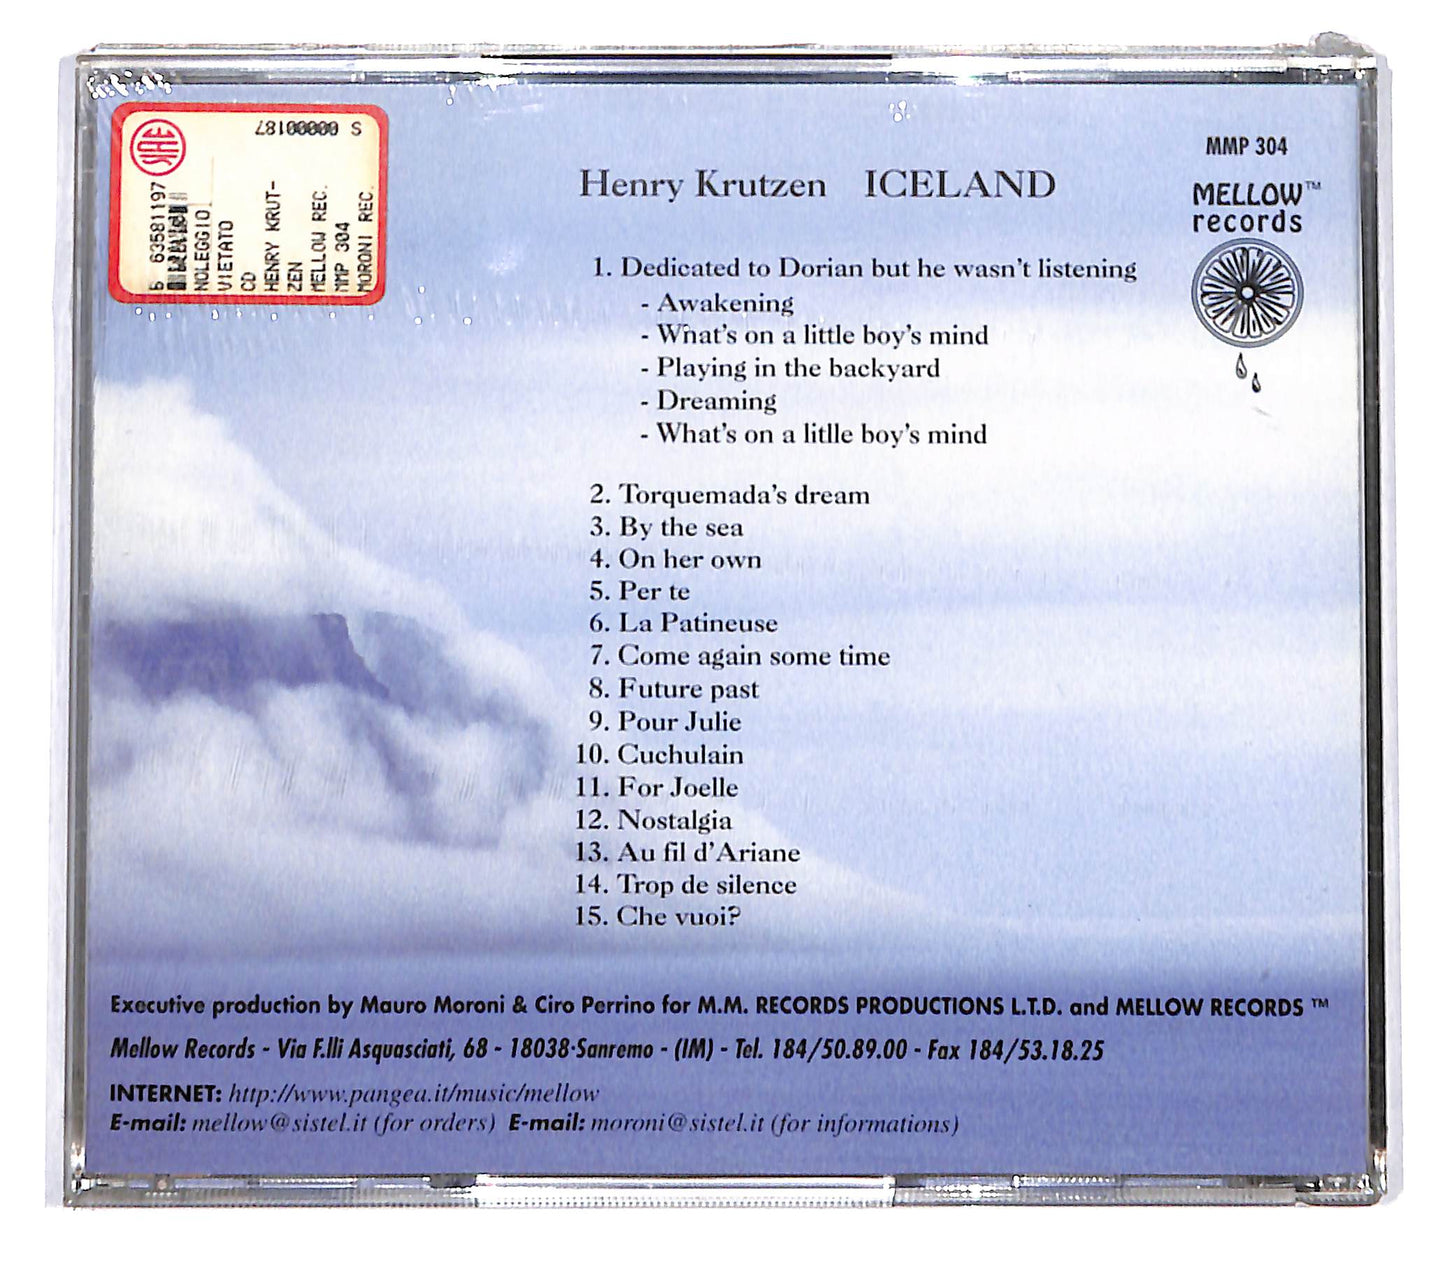 S 00000187
6 63581197
NOLEGGIO
VIETATO
CD
HENRY KRUT-
ZEN
MELLOW REC.
MMP 304
MORONI REC.
Henry Krutzen ICELAND
MMP 304
MELLOW™
records
1. Dedicated to Dorian but he wasn't listening
- Awakening
- What's on a little boy's mind
- Playing in the backyard
- Dreaming
- What's on a litlle boy's mind
2. Torquemada's dream
3. By the sea
4. On her own
5. Per te
6. La Patineuse
7. Come again some time
8. Future past
9. Pour Julie
10. Cuchulain
11. For Joelle
12. Nostalgia
13. Au fil d'Ariane
14. Trop de silence
15. Che vuoi?
Executive production by Mauro Moroni & Ciro Perrino for M.M. RECORDS PRODUCTIONS L.T.D. and MELLOW RECORDS ™
Mellow Records - Via F.lli Asquasciati, 68 - 18038·Sanremo - (IM) - Tel. 184/50.89.00 - Fax 184/53.18.25
INTERNET: http://www.pangea.it/music/mellow
E-mail: mellow@sistel.it (for orders) E-mail: moroni@sistel.it (for informations)